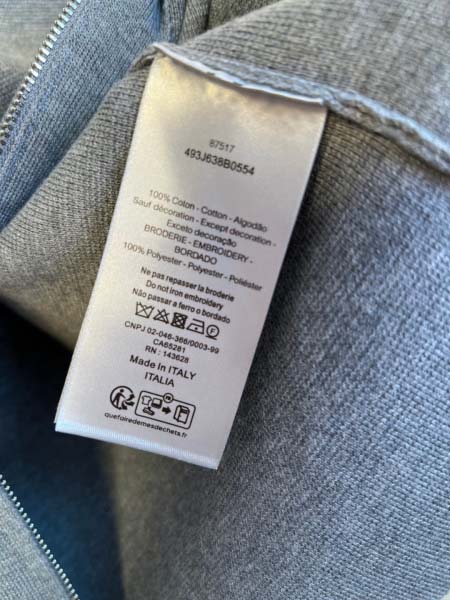 87517
493J638B0554
100% Coton - Cotton - Algodão
Sauf décoration - Except decoration -
Exceto decoração
BRODERIE - EMBROIDERY -
BORDADO
100% Polyester - Polyester - Poliéster
Ne pas repasser la broderie
Do not iron embroidery
Não passar a ferro o bordado
CNPJ 02-046-366/0003-99
CA65281
RN : 143628
Made in ITALY
ITALIA
FR
quefairedemesdechets.fr